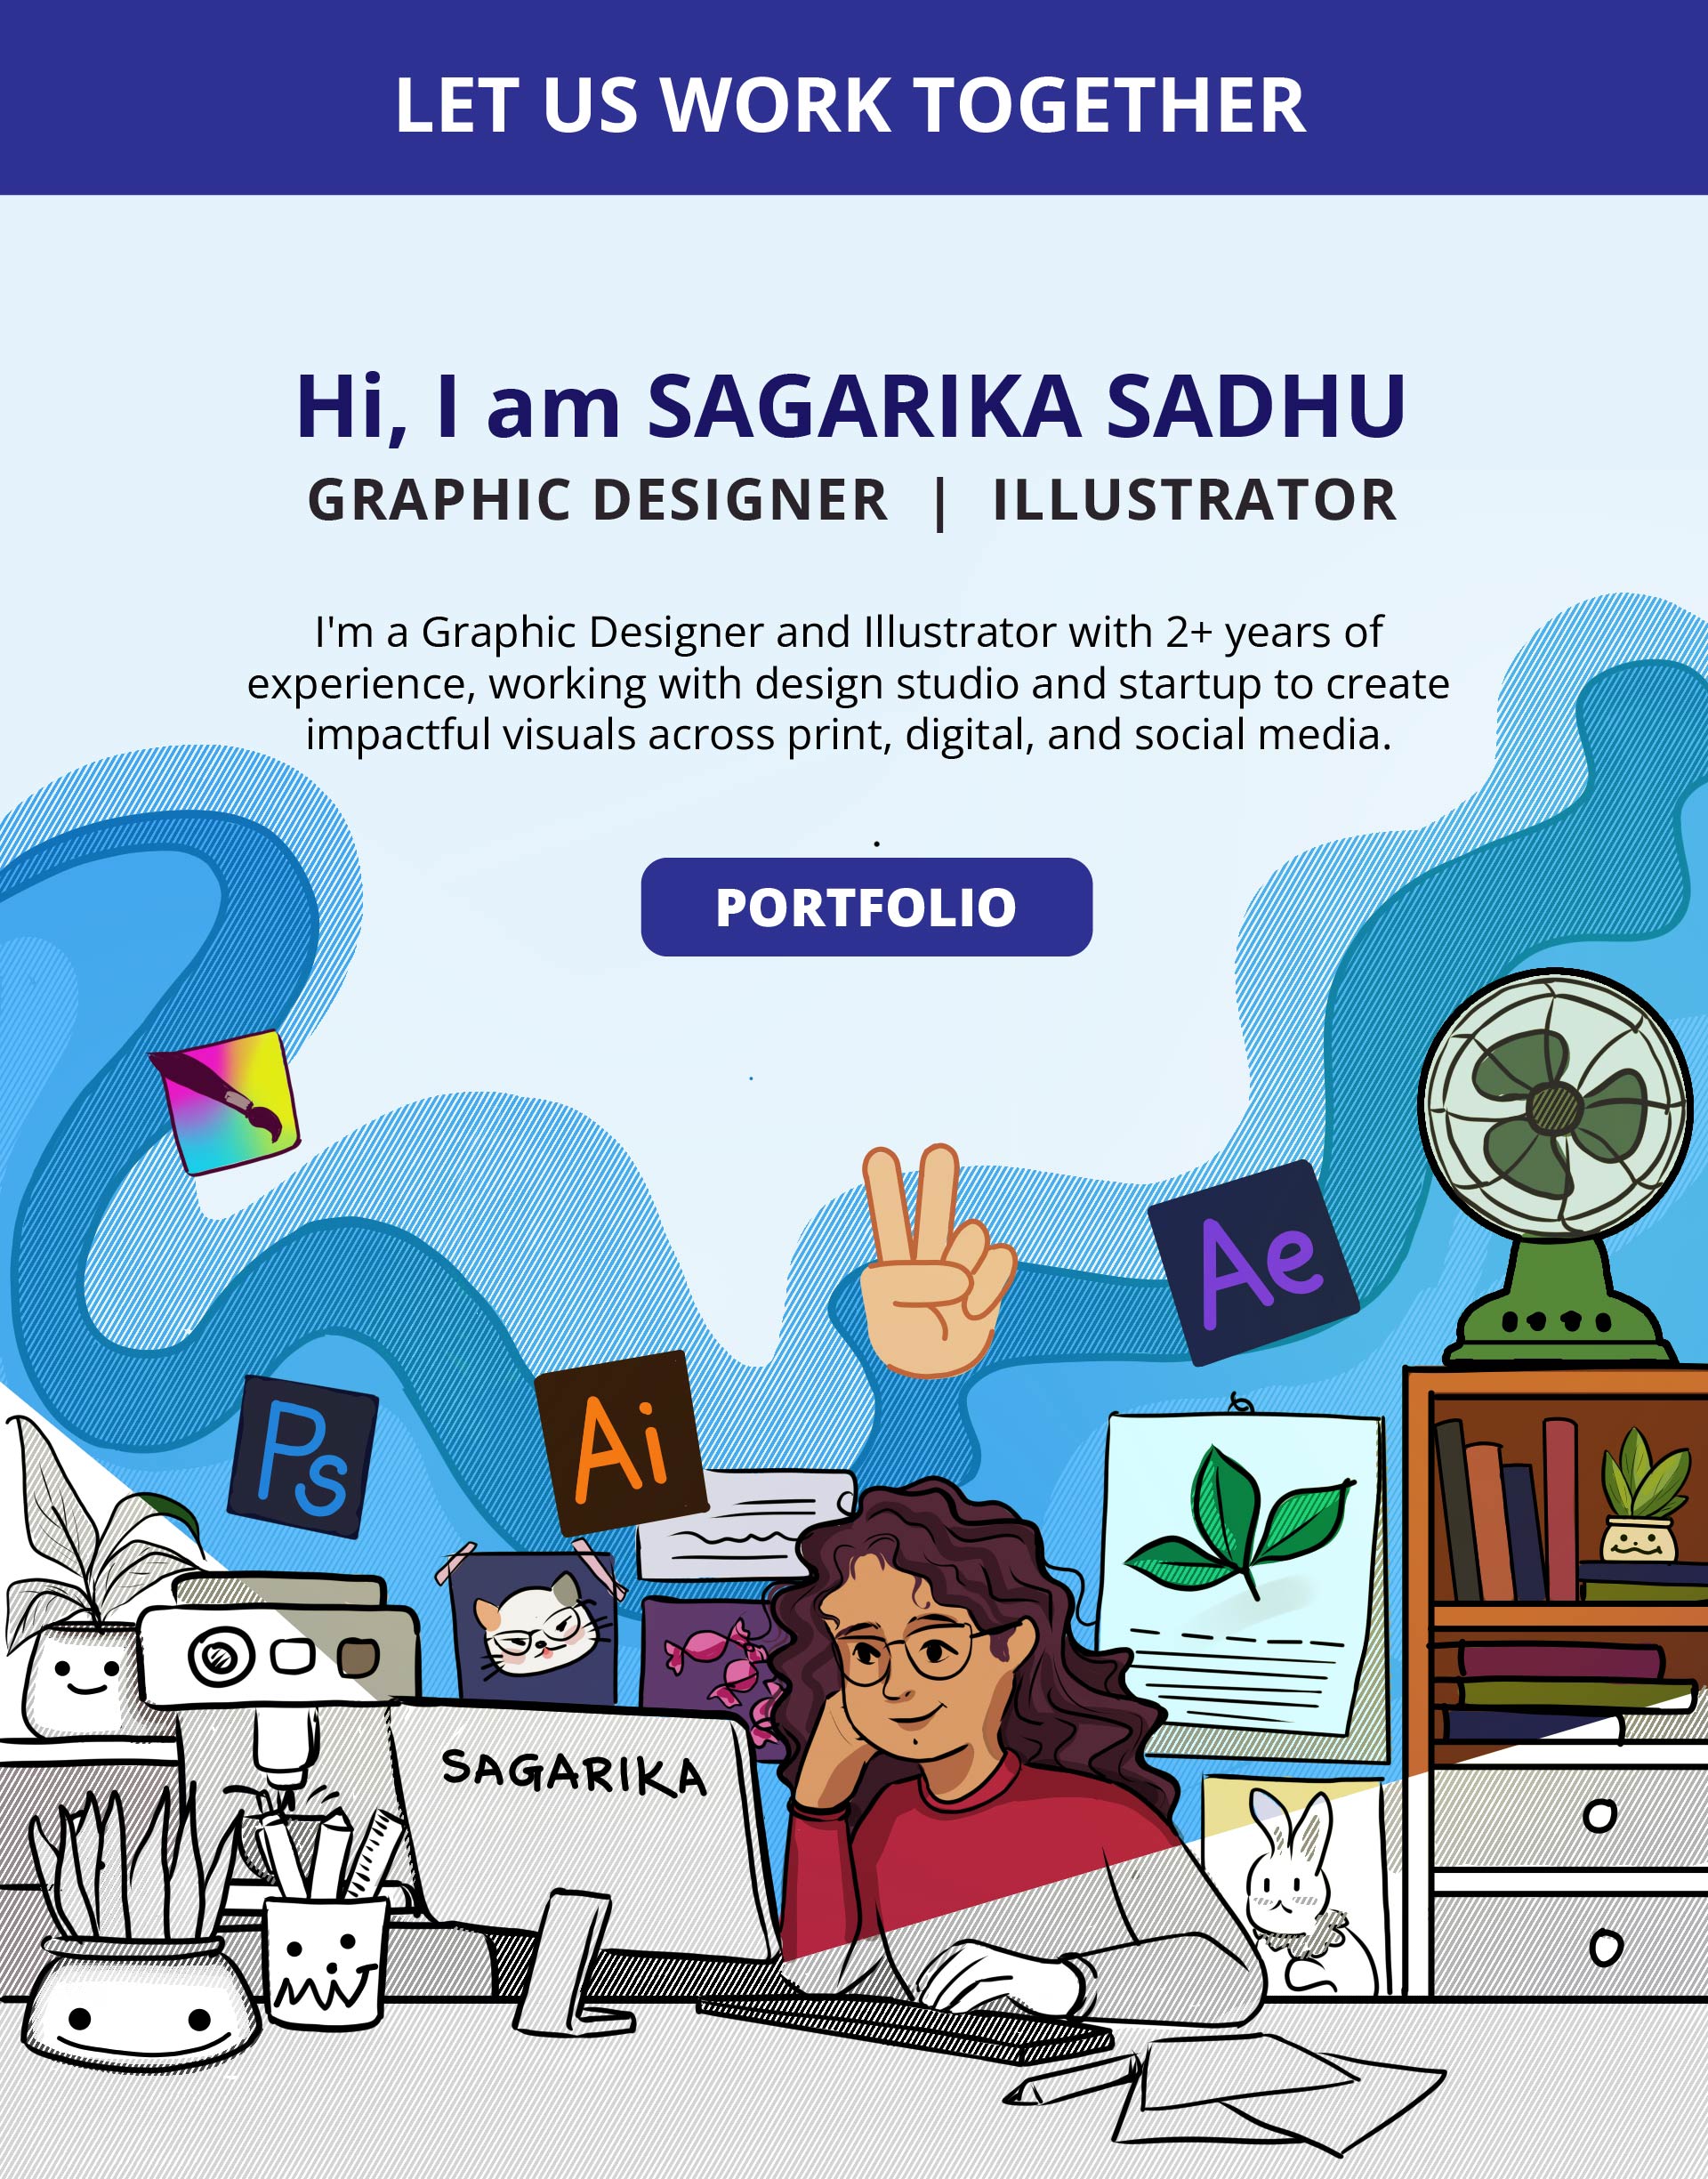 LET US WORK TOGETHER
Hi, I am SAGARIKA SADHU
GRAPHIC DESIGNER | ILLUSTRATOR
I'm a Graphic Designer and Illustrator with 2+ years of
experience, working with design studio and startup to create
impactful visuals across print, digital, and social media.
PORTFOLIO
Ae
Ps
Ai
SAGARIKA